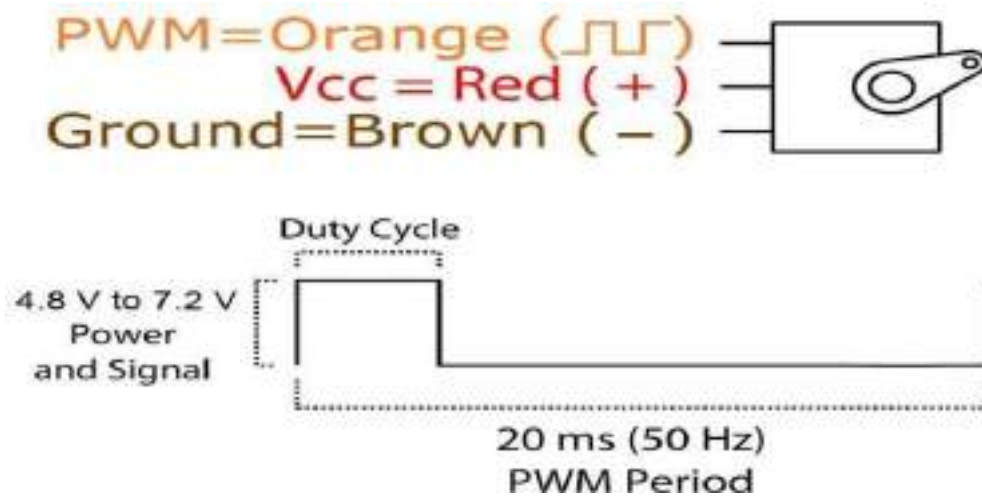 PWM=Orange (⎍⎍)
Vcc = Red ( + )
Ground=Brown ( − )
Duty Cycle
4.8 V to 7.2 V
Power
and Signal
20 ms (50 Hz)
PWM Period